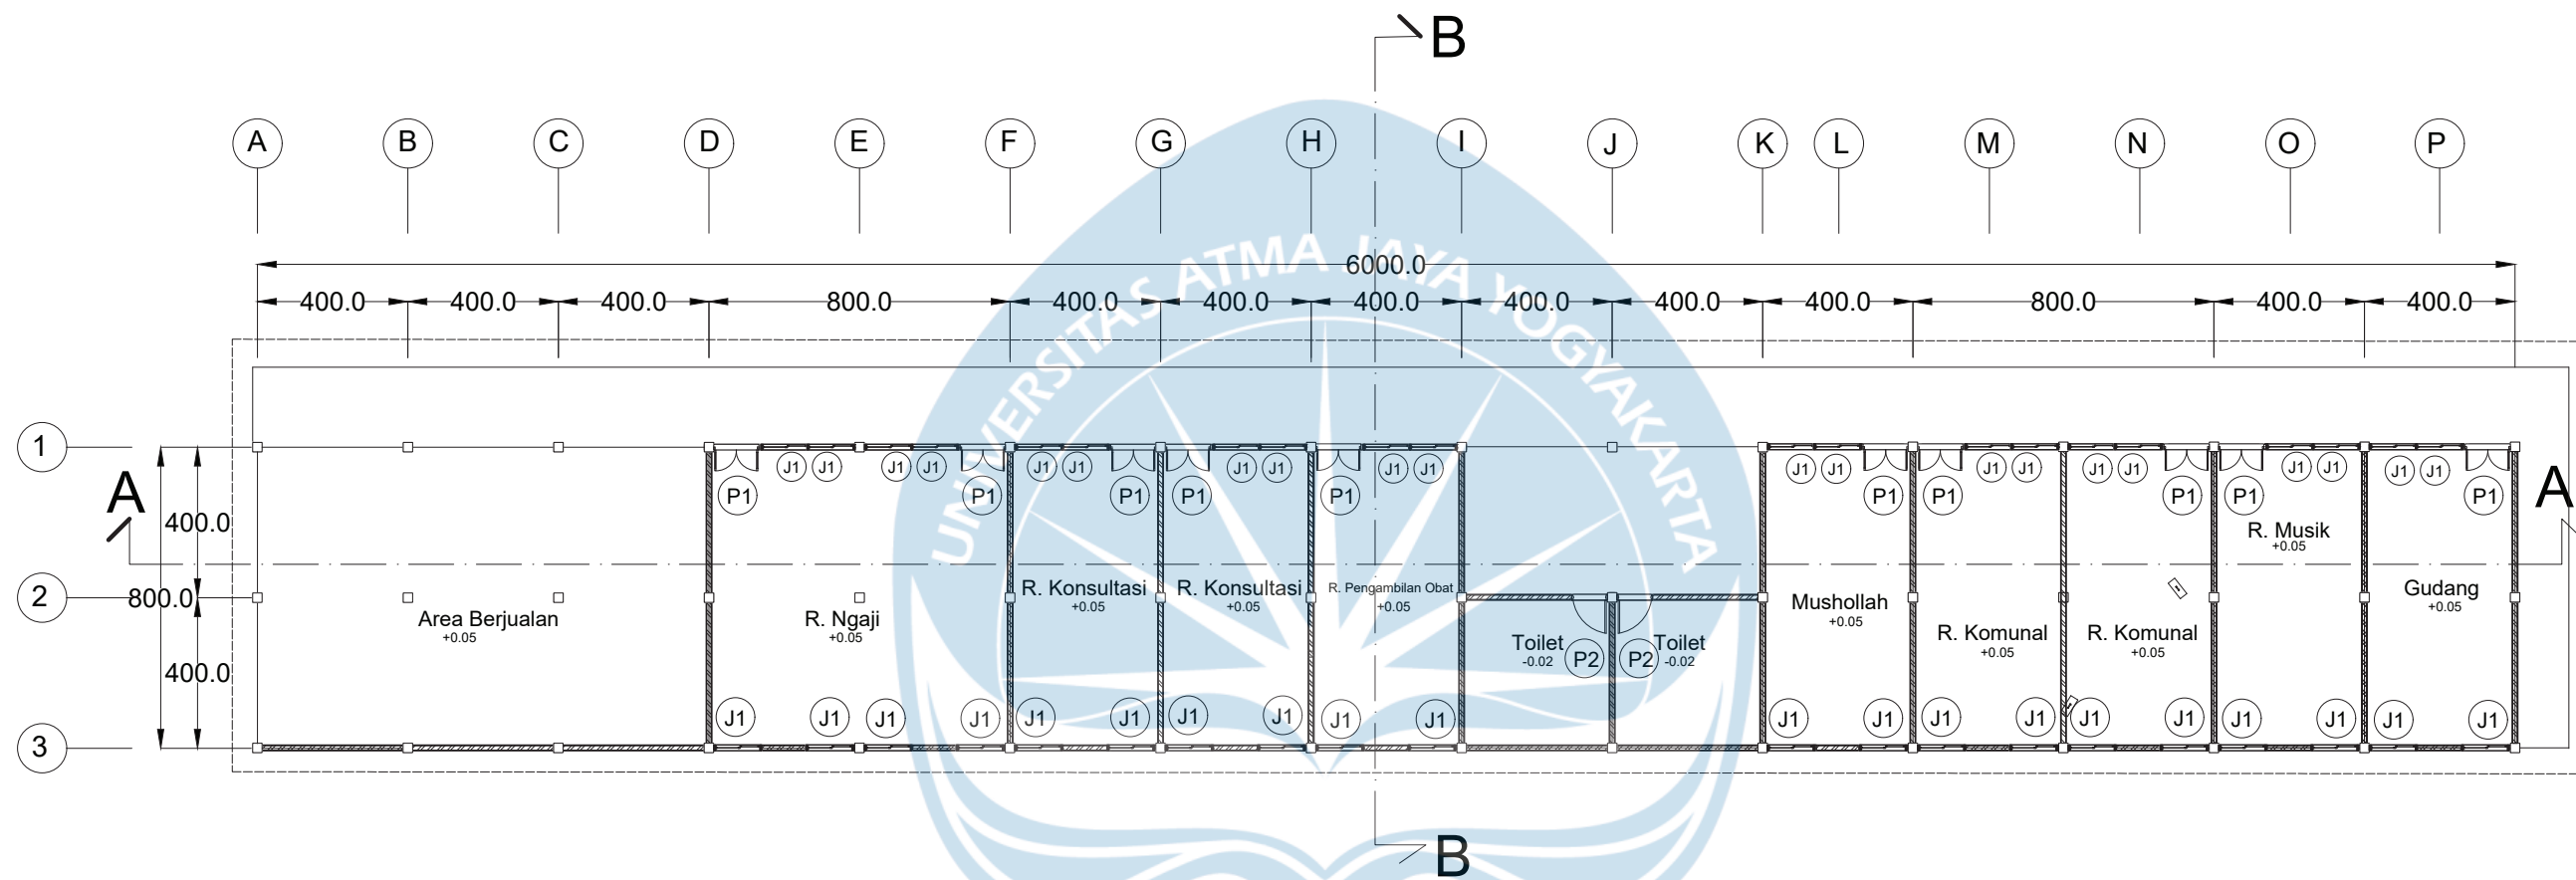 B
A B C D E F G H I J K L M N O P
UNIVERSITAS ATMA JAYA YOGYAKARTA
6000.0
400.0 400.0 400.0 800.0 400.0 400.0 400.0 400.0 400.0 400.0 800.0 400.0 400.0
1
J1 J1 J1 J1 J1 J1 J1 J1 J1 J1 J1 J1 J1 J1 J1 J1 J1 J1 J1 J1
A P1 P1 P1 P1 P1 P1 P1 P1 P1 P1 A
400.0
R. Musik
+0.05
2
800.0
R. Konsultasi R. Konsultasi R. Pengambilan Obat Gudang
+0.05 +0.05 +0.05 +0.05
Area Berjualan R. Ngaji Mushollah
+0.05 +0.05 +0.05
R. Komunal R. Komunal
+0.05 +0.05
Toilet P2 P2 Toilet
-0.02 -0.02
400.0
J1 J1 J1 J1 J1 J1 J1 J1 J1 J1 J1 J1 J1 J1 J1 J1 J1 J1 J1 J1
3
B